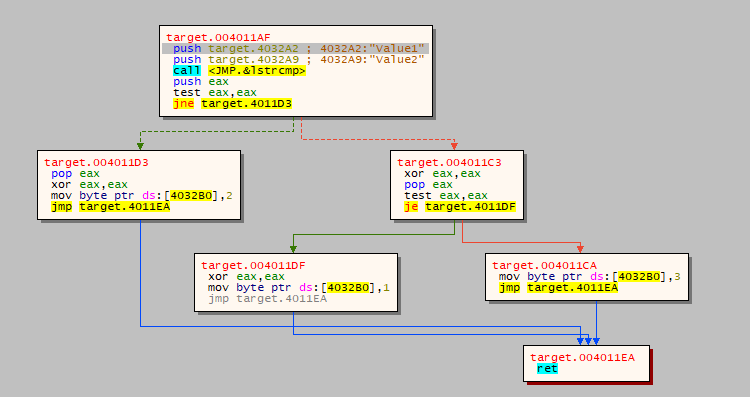 target.004011AF
push target.4032A2 ; 4032A2:"Value1"
push target.4032A9 ; 4032A9:"Value2"
call <JMP.&lstrcmp>
push eax
test eax,eax
jne target.4011D3
target.004011D3
pop eax
xor eax,eax
mov byte ptr ds:[4032B0],2
jmp target.4011EA
target.004011C3
xor eax,eax
pop eax
test eax,eax
je target.4011DF
target.004011DF
xor eax,eax
mov byte ptr ds:[4032B0],1
jmp target.4011EA
target.004011CA
mov byte ptr ds:[4032B0],3
jmp target.4011EA
target.004011EA
ret